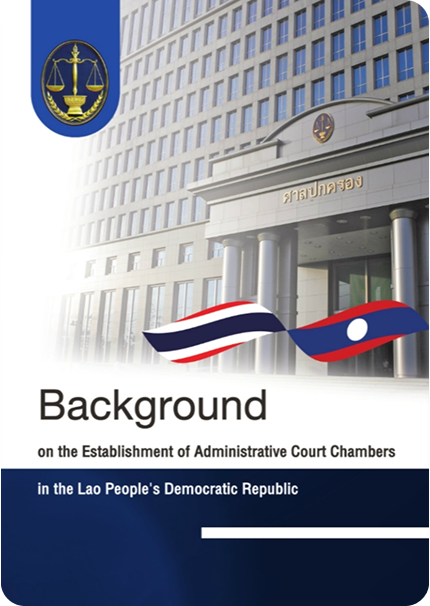 ศาลปกครอง
Background
on the Establishment of Administrative Court Chambers
in the Lao People's Democratic Republic